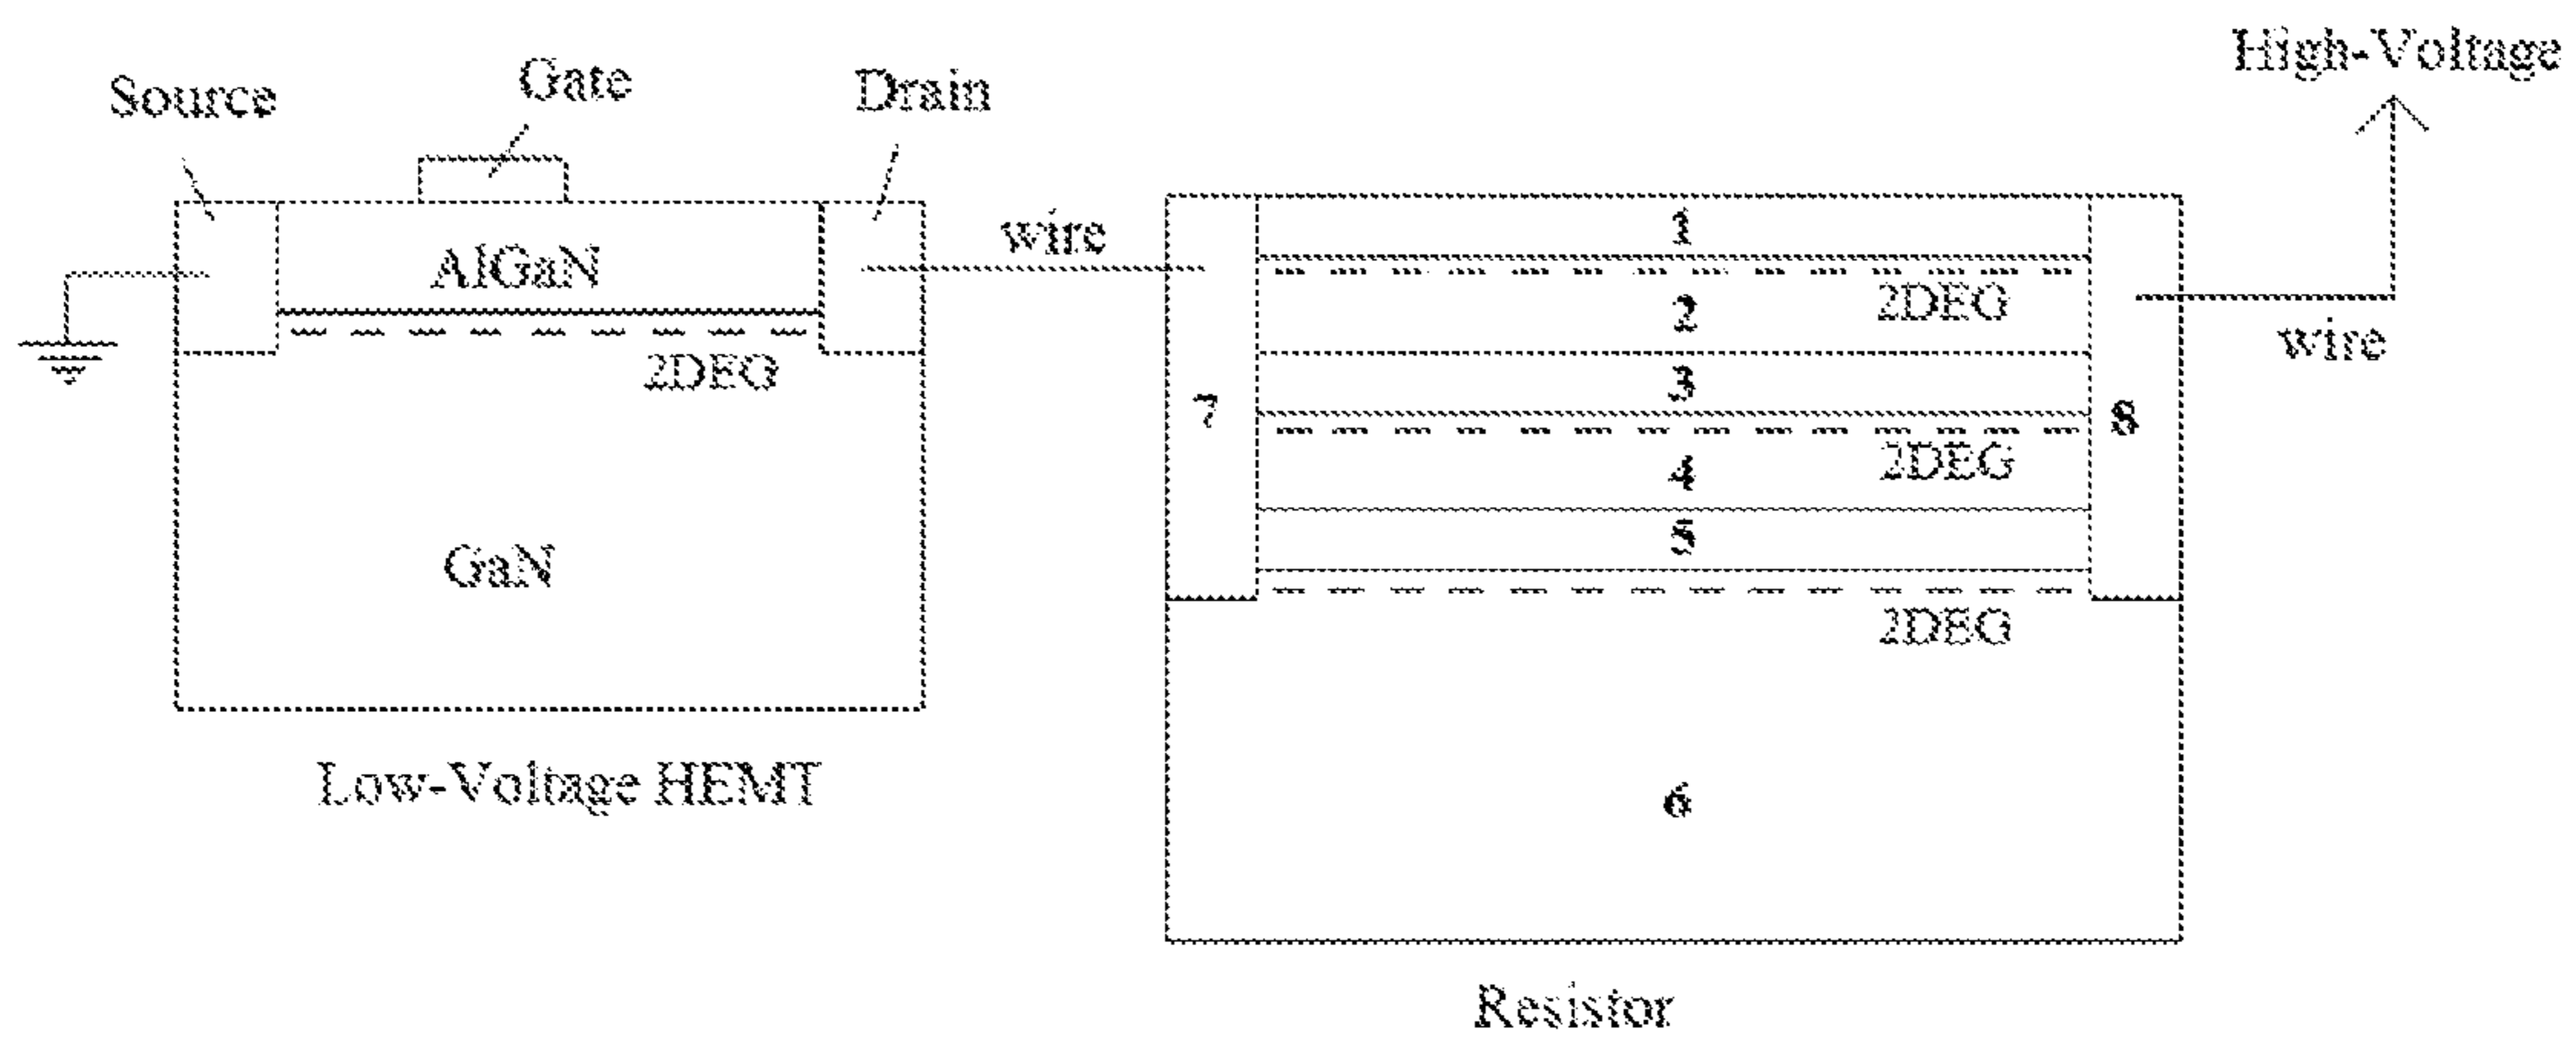 High-Voltage
Source
Gate
Drain
wire
AlGaN
2DEG
GaN
Low-Voltage HEMT
1
2DEG
2
wire
3
7
8
2DEG
4
5
2DEG
6
Resistor